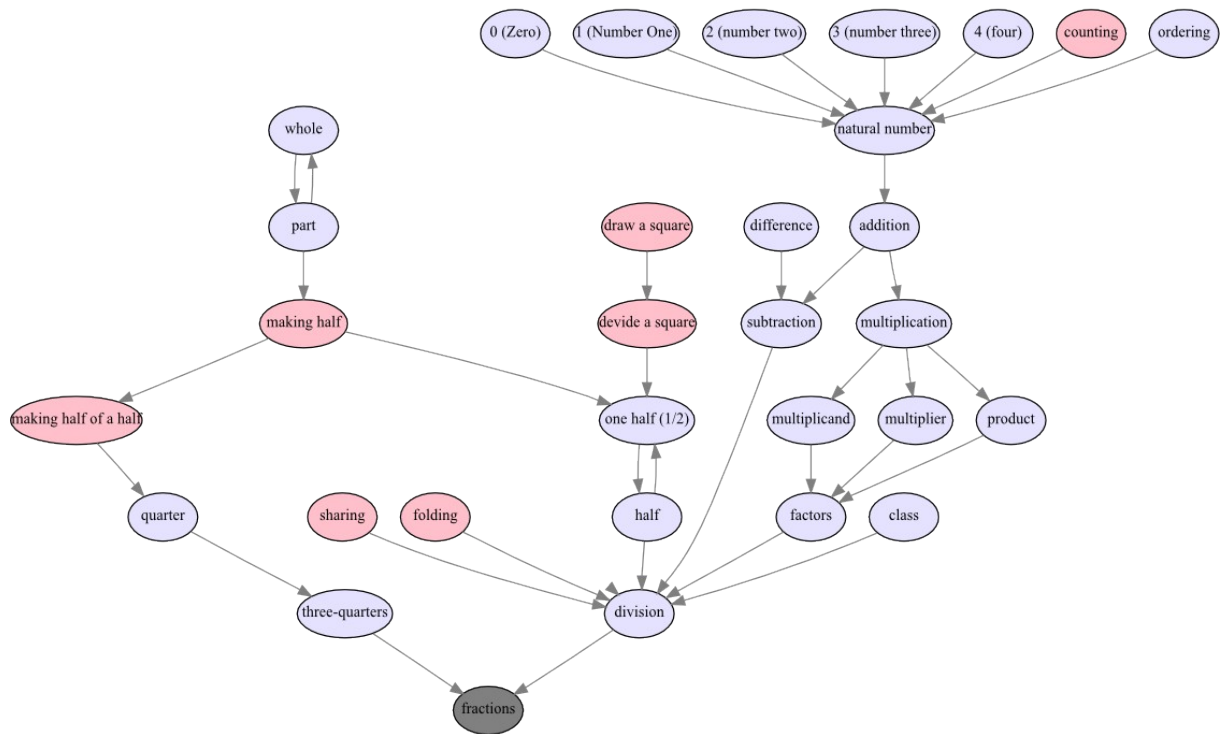 0 (Zero)
1 (Number One)
2 (number two)
3 (number three)
4 (four)
counting
ordering
whole
natural number
part
draw a square
difference
addition
making half
devide a square
subtraction
multiplication
making half of a half
one half (1/2)
multiplicand
multiplier
product
quarter
sharing
folding
half
factors
class
three-quarters
division
fractions